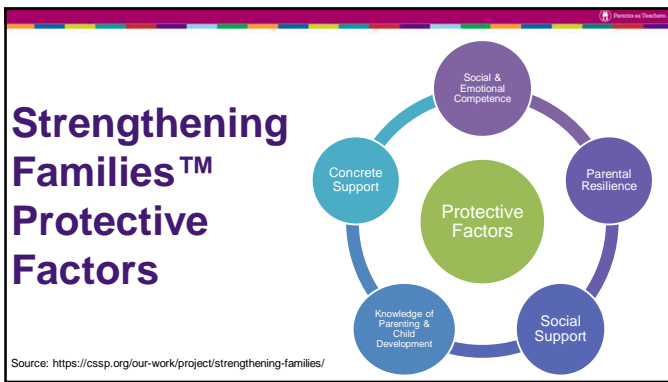 Parents as Teachers.
Strengthening
Families™
Protective
Factors
Social &
Emotional
Competence
Parental
Resilience
Social
Support
Knowledge of
Parenting &
Child
Development
Concrete
Support
Protective
Factors
Source: https://cssp.org/our-work/project/strengthening-families/